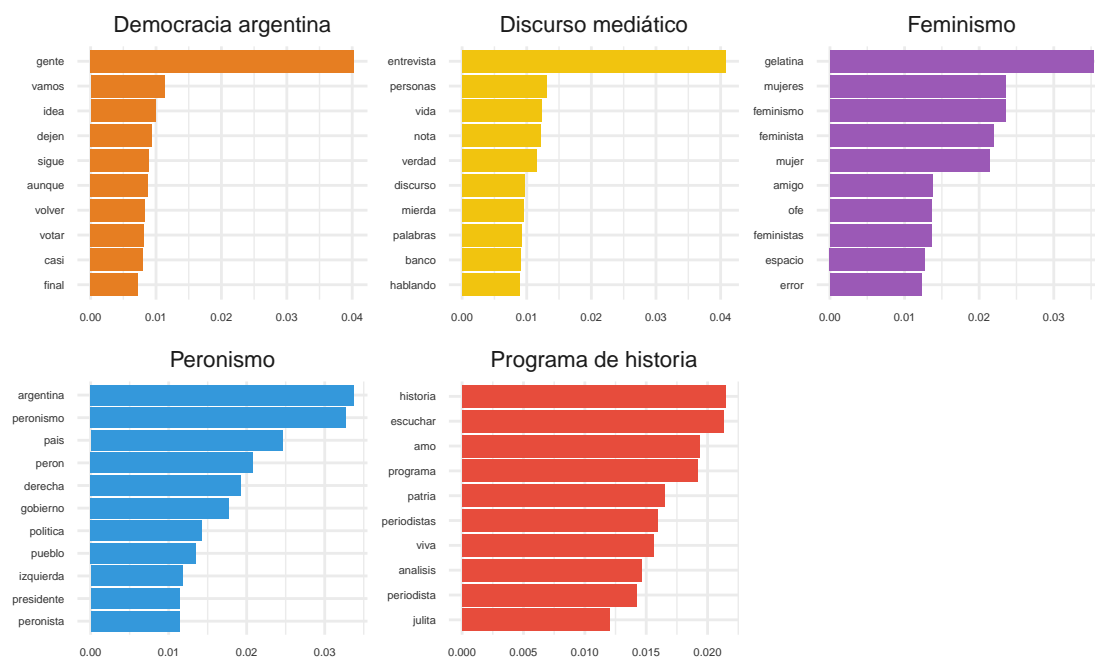 Democracia argentina
gente
vamos
idea
dejen
sigue
aunque
volver
votar
casi
final
0.00 0.01 0.02 0.03 0.04
Discurso mediático
entrevista
personas
vida
nota
verdad
discurso
mierda
palabras
banco
hablando
0.00 0.01 0.02 0.03 0.04
Feminismo
gelatina
mujeres
feminismo
feminista
mujer
amigo
ofe
feministas
espacio
error
0.00 0.01 0.02 0.03
Peronismo
argentina
peronismo
pais
peron
derecha
gobierno
politica
pueblo
izquierda
presidente
peronista
0.00 0.01 0.02 0.03
Programa de historia
historia
escuchar
amo
programa
patria
periodistas
viva
analisis
periodista
julita
0.000 0.005 0.010 0.015 0.020